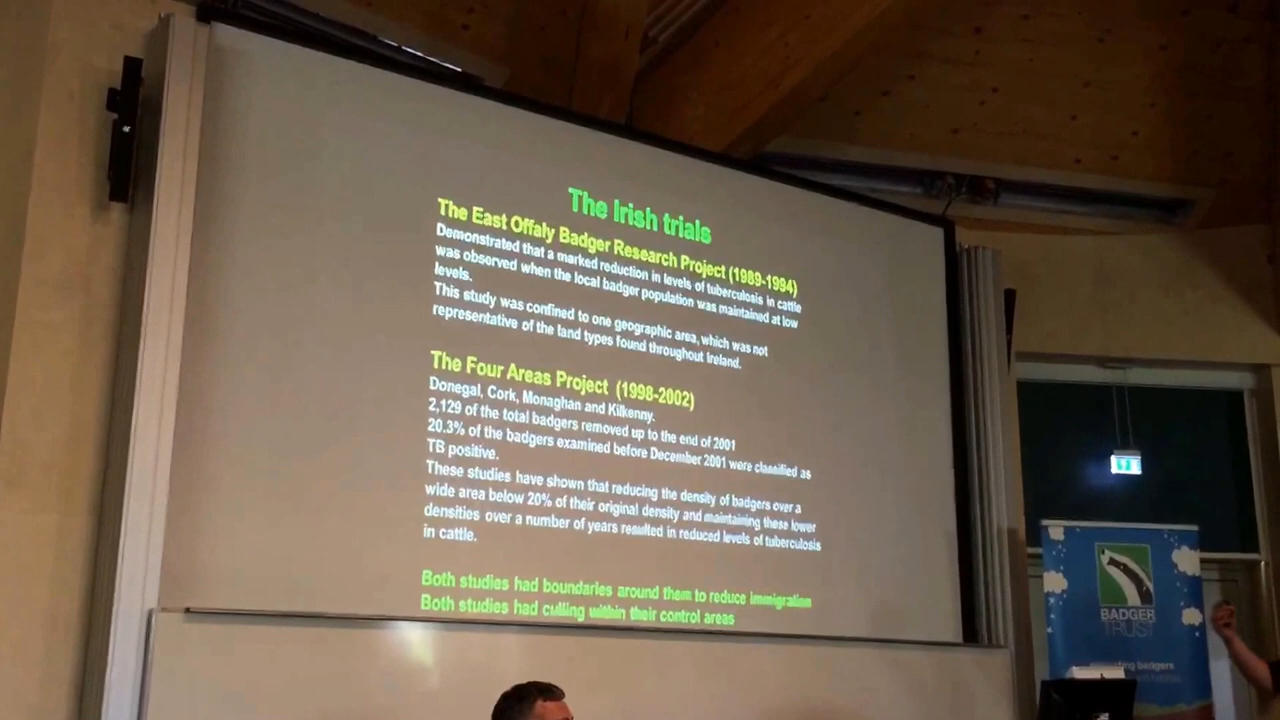 The Irish trials
The East Offaly Badger Research Project (1989-1994)
Demonstrated that a marked reduction in levels of tuberculosis in cattle
was observed when the local badger population was maintained at low
levels.
This study was confined to one geographic area, which was not
representative of the land types found throughout Ireland.
The Four Areas Project (1998-2002)
Donegal, Cork, Monaghan and Kilkenny.
2,129 of the total badgers removed up to the end of 2001
20.3% of the badgers examined before December 2001 were classified as
TB positive.
These studies have shown that reducing the density of badgers over a
wide area below 20% of their original density and maintaining these lower
densities over a number of years resulted in reduced levels of tuberculosis
in cattle.
Both studies had boundaries around them to reduce immigration
Both studies had culling within their control areas
BADGER
TRUST
badgers